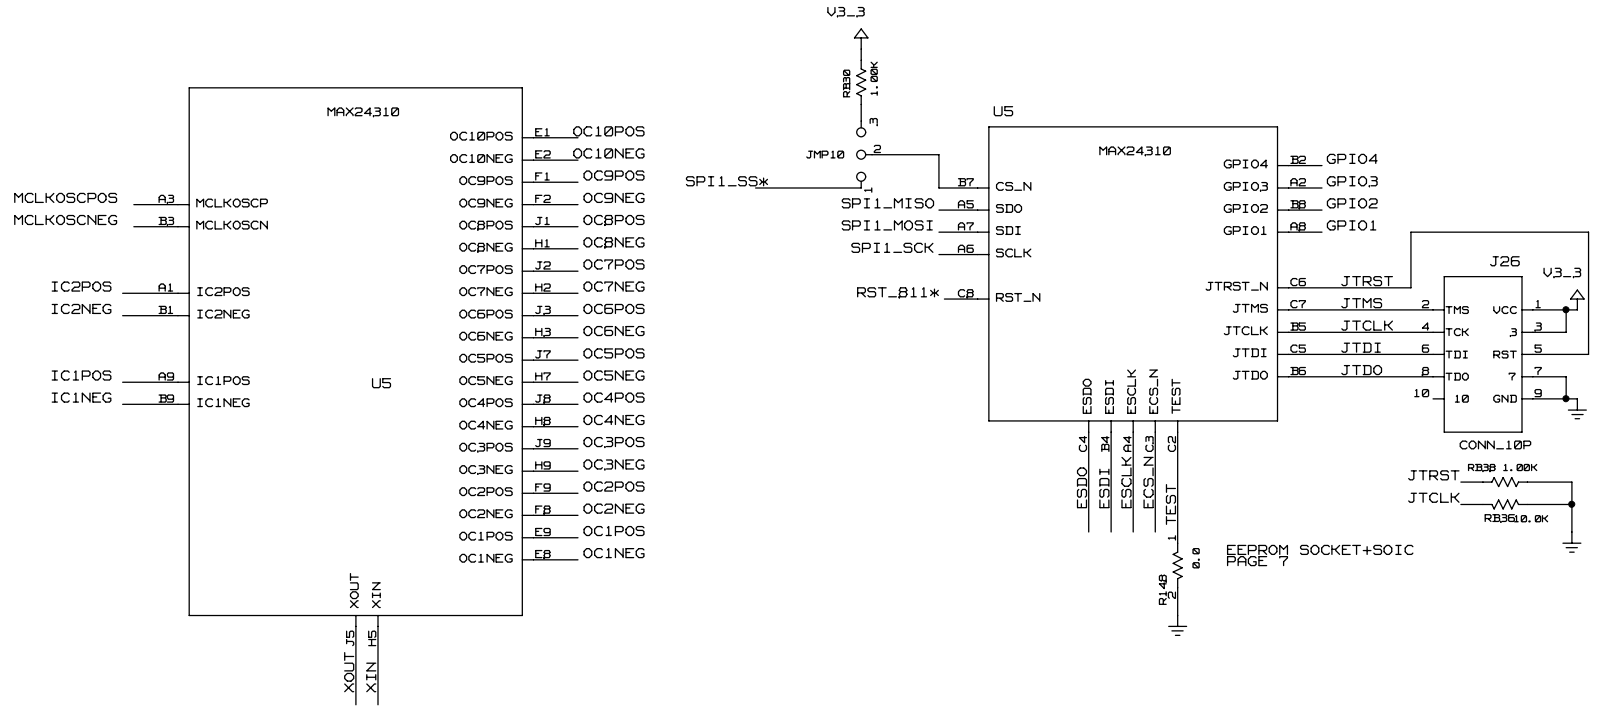 MAX24310
MCLKOSCPOS A3 MCLKOSCP
MCLKOSCNEG B3 MCLKOSCN
IC2POS A1 IC2POS
IC2NEG B1 IC2NEG
IC1POS A9 IC1POS
IC1NEG B9 IC1NEG
U5
OC10POS E1 OC10POS
OC10NEG E2 OC10NEG
OC9POS F1 OC9POS
OC9NEG F2 OC9NEG
OC8POS J1 OC8POS
OC8NEG H1 OC8NEG
OC7POS J2 OC7POS
OC7NEG H2 OC7NEG
OC6POS J3 OC6POS
OC6NEG H3 OC6NEG
OC5POS J7 OC5POS
OC5NEG H7 OC5NEG
OC4POS J8 OC4POS
OC4NEG H8 OC4NEG
OC3POS J9 OC3POS
OC3NEG H9 OC3NEG
OC2POS F9 OC2POS
OC2NEG F8 OC2NEG
OC1POS E9 OC1POS
OC1NEG E8 OC1NEG
XOUT J5 XOUT
XIN H5 XIN
V3_3
RB30 1.00K
3
JMP10 2
1
SPI1_SS*
U5
MAX24310
B7 CS_N
SPI1_MISO A5 SDO
SPI1_MOSI A7 SDI
SPI1_SCK A6 SCLK
RST_811* C8 RST_N
GPIO4 B2 GPIO4
GPIO3 A2 GPIO3
GPIO2 B8 GPIO2
GPIO1 A8 GPIO1
JTRST_N C6 JTRST
JTMS C7 JTMS
JTCLK B5 JTCLK
JTDI C5 JTDI
JTDO B6 JTDO
ESDO C4 ESDO
ESDI B4 ESDI
ESCLK A4 ESCLK
ECS_N C3 ECS_N
TEST C2 TEST
1
R148 0.0
2
EEPROM SOCKET+SOIC
PAGE 7
J26
V3_3
2 TMS VCC 1
4 TCK 3 3
6 TDI RST 5
8 TDO 7 7
10 10 GND 9
CONN_10P
JTRST RB38 1.00K
JTCLK RB36 10.0K